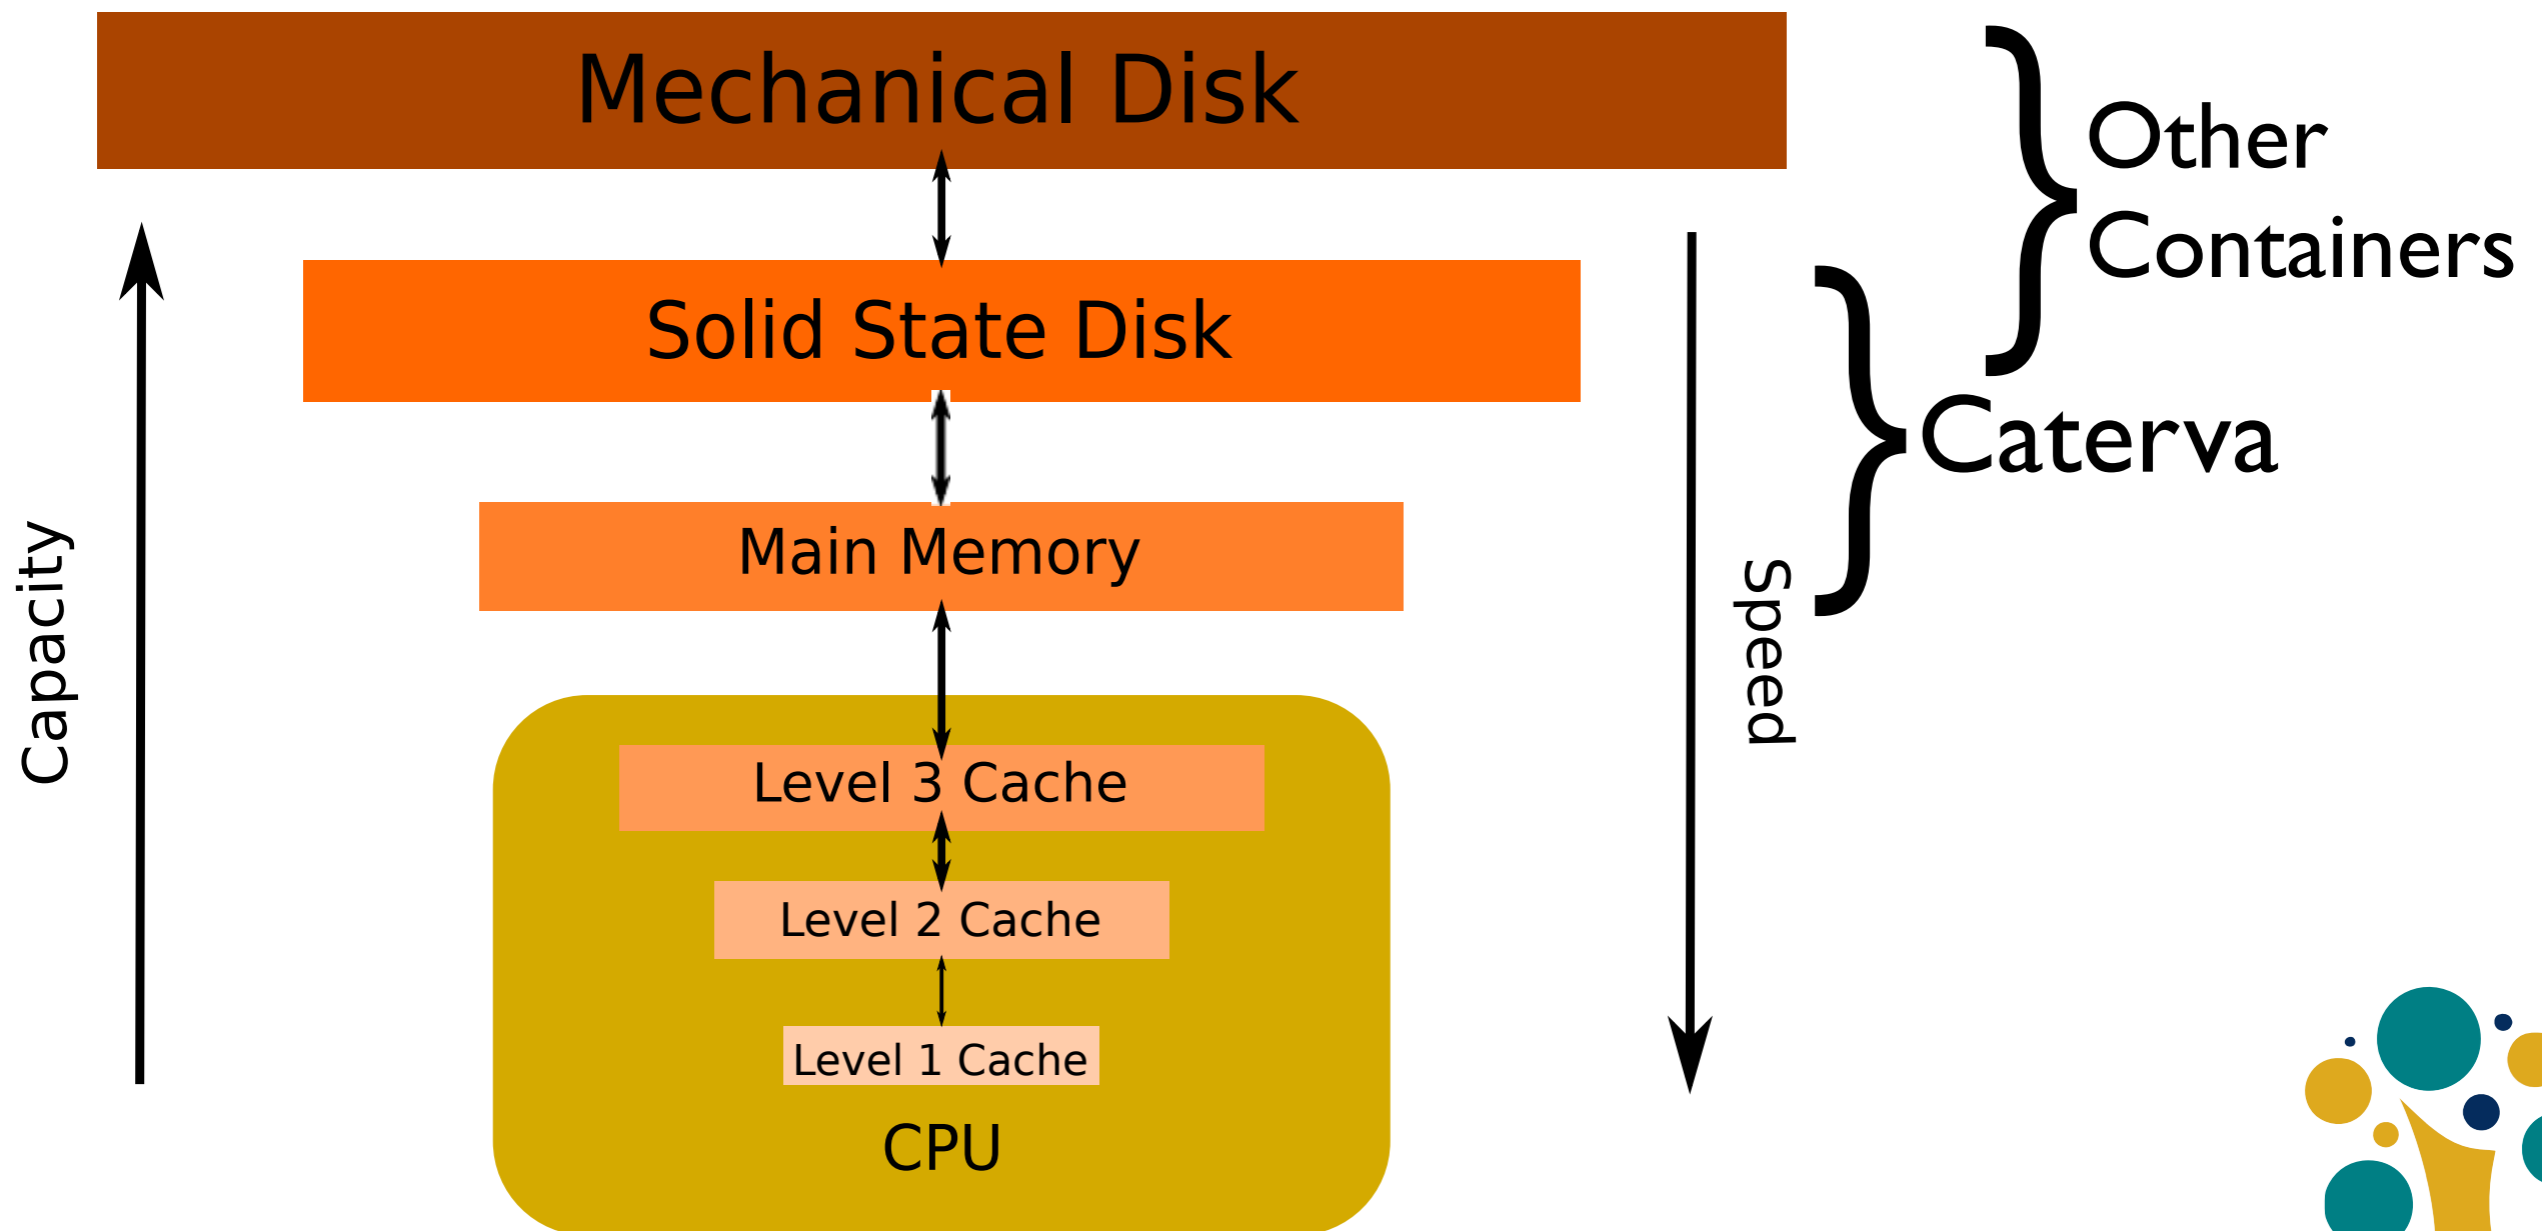 Mechanical Disk
Other
Containers
Solid State Disk
Caterva
Main Memory
Capacity
Speed
Level 3 Cache
Level 2 Cache
Level 1 Cache
CPU